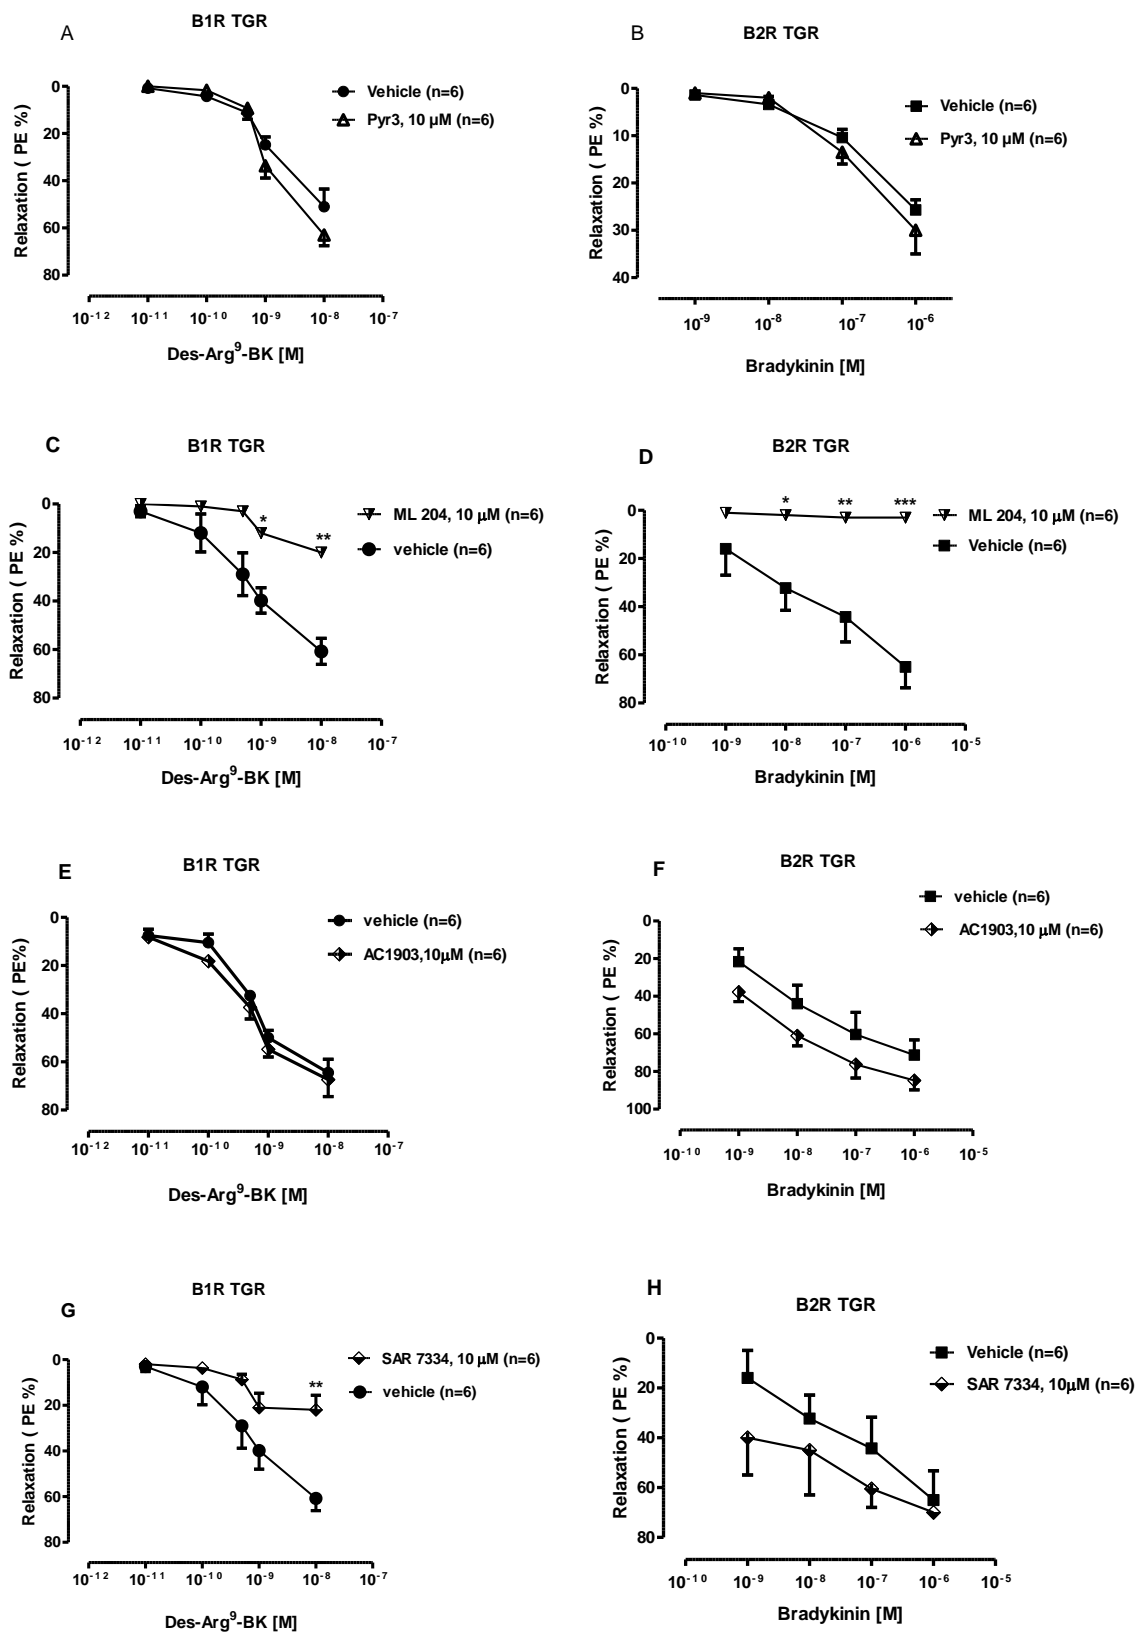 A
B1R TGR
Vehicle (n=6)
Pyr3, 10 µM (n=6)
Relaxation ( PE %)
0
20
40
60
80
10-12 10-11 10-10 10-9 10-8 10-7
Des-Arg9-BK [M]
B
B2R TGR
Vehicle (n=6)
Pyr3, 10 µM (n=6)
Relaxation ( PE %)
0
10
20
30
40
10-9 10-8 10-7 10-6
Bradykinin [M]
C
B1R TGR
ML 204, 10 µM (n=6)
vehicle (n=6)
* **
Relaxation ( PE %)
0
20
40
60
80
10-12 10-11 10-10 10-9 10-8 10-7
Des-Arg9-BK [M]
D
B2R TGR
ML 204, 10 µM (n=6)
Vehicle (n=6)
* ** ***
Relaxation ( PE %)
0
20
40
60
80
10-10 10-9 10-8 10-7 10-6 10-5
Bradykinin [M]
E
B1R TGR
vehicle (n=6)
AC1903,10µM (n=6)
Relaxation ( PE%)
0
20
40
60
80
10-12 10-11 10-10 10-9 10-8 10-7
Des-Arg9-BK [M]
F
B2R TGR
vehicle (n=6)
AC1903,10 µM (n=6)
Relaxation ( PE %)
0
20
40
60
80
100
10-10 10-9 10-8 10-7 10-6 10-5
Bradykinin [M]
G
B1R TGR
SAR 7334, 10 µM (n=6)
vehicle (n=6)
**
Relaxation ( PE %)
0
20
40
60
80
10-12 10-11 10-10 10-9 10-8 10-7
Des-Arg9-BK [M]
H
B2R TGR
Vehicle (n=6)
SAR 7334, 10µM (n=6)
Relaxation ( PE %)
0
20
40
60
80
10-10 10-9 10-8 10-7 10-6 10-5
Bradykinin [M]